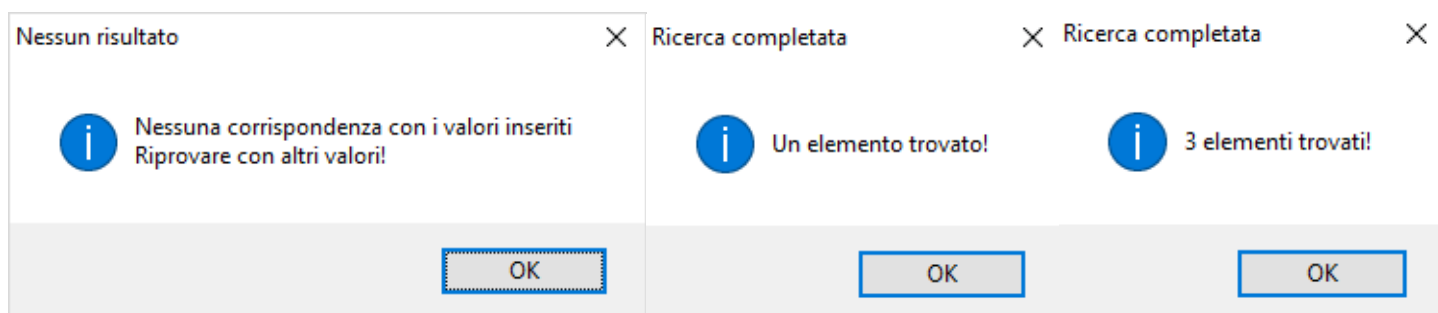 Nessun risultato
Nessuna corrispondenza con i valori inseriti
Riprovare con altri valori!
OK
Ricerca completata
Un elemento trovato!
OK
Ricerca completata
3 elementi trovati!
OK